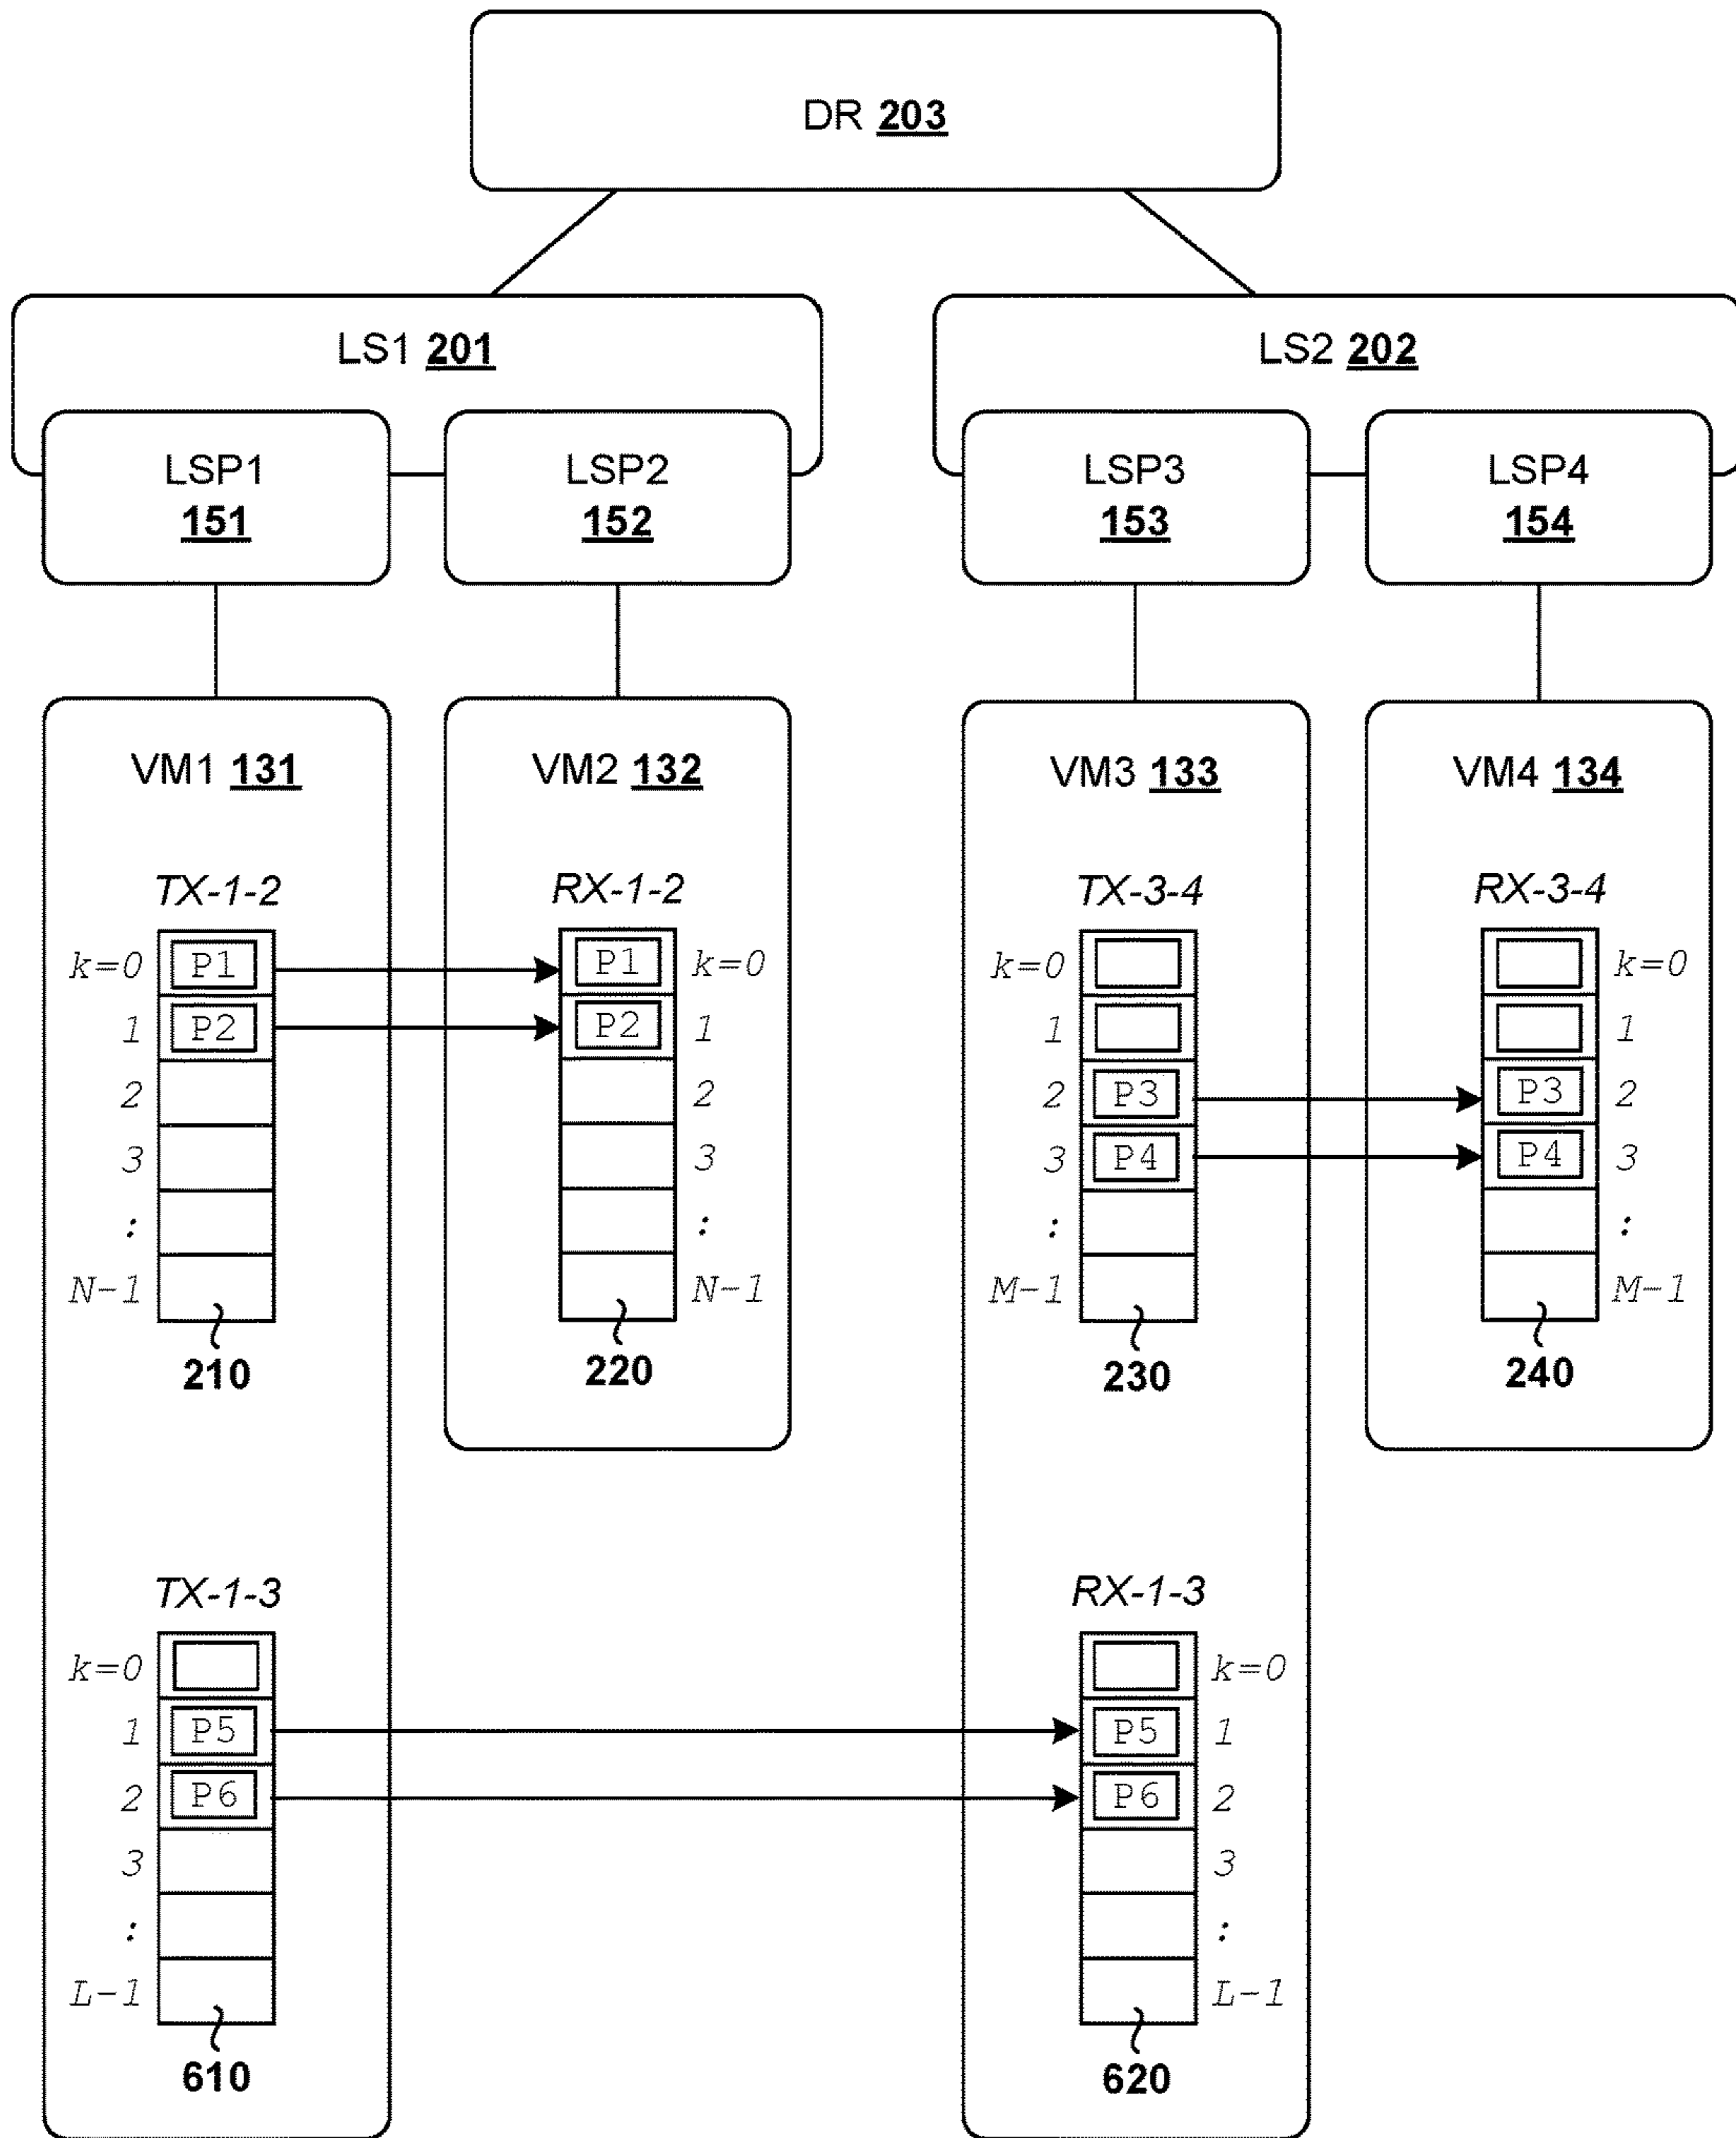 DR 203
LS1 201
LS2 202
LSP1
151
LSP2
152
LSP3
153
LSP4
154
VM1 131
VM2 132
VM3 133
VM4 134
TX-1-2
k=0
P1
1
P2
2
3
:
N-1
210
RX-1-2
P1
k=0
P2
1
2
3
:
N-1
220
TX-3-4
k=0
1
2
P3
3
P4
:
M-1
230
RX-3-4
k=0
1
P3
2
P4
3
:
M-1
240
TX-1-3
k=0
1
P5
2
P6
3
:
L-1
610
RX-1-3
k=0
P5
1
P6
2
3
:
L-1
620